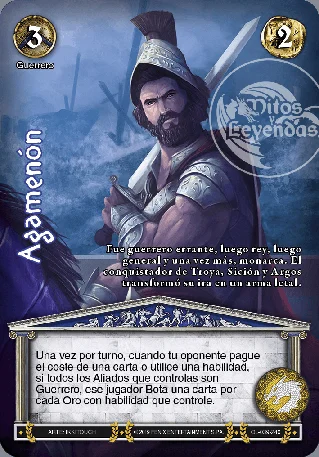 3
2
Guerrero
Mitos
y
Leyendas
Agamenón
Fue guerrero errante, luego rey, luego
general y una vez más, monarca. El
conquistador de Troya, Sición y Argos
transformó su ira en un arma letal.
Una vez por turno, cuando tu oponente pague
el coste de una carta o utilice una habilidad,
si todos los Aliados que controlas son
Guerrero, ese jugador Bota una carta por
cada Oro con habilidad que controle.